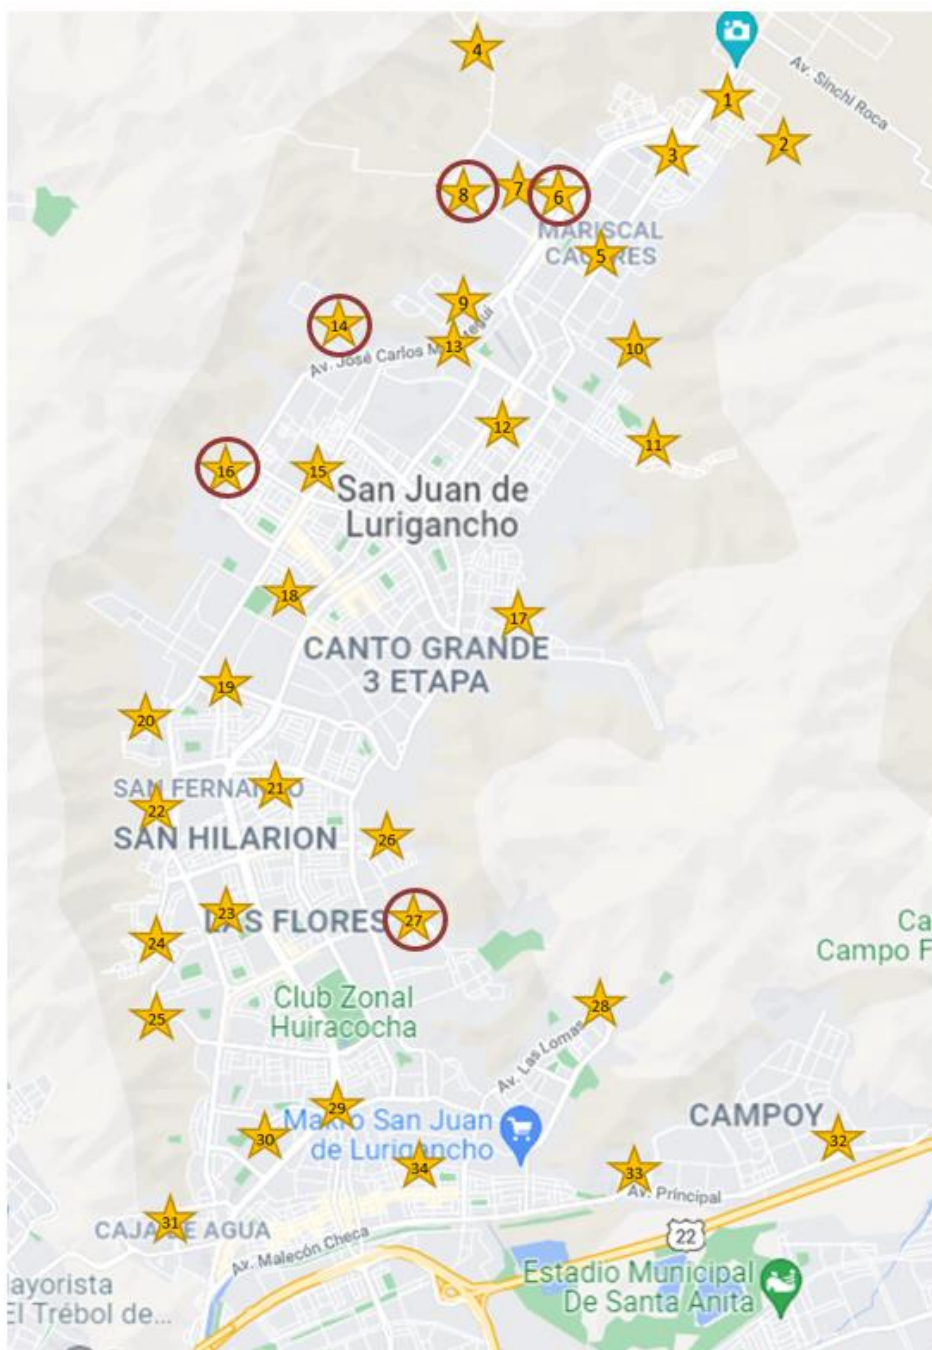 4
1
Av. Sinchi Roca
2
3
8
7
6
MARISCAL
CACERES
5
9
14
13
Av. José Carlos Mariátegui
10
12
11
16
15
San Juan de
Lurigancho
18
17
CANTO GRANDE
3 ETAPA
19
20
SAN FERNANDO
21
22
SAN HILARION
26
23
LAS FLORES
27
24
Club Zonal
Huiracocha
25
28
Av. Las Lomas
Ca
Campo F
29
Makro San Juan
de Lurigancho
30
34
CAMPOY
32
33
Av. Principal
31
CAJA DE AGUA
22
Av. Malecón Checa
Estadio Municipal
De Santa Anita
layorista
El Trébol de...